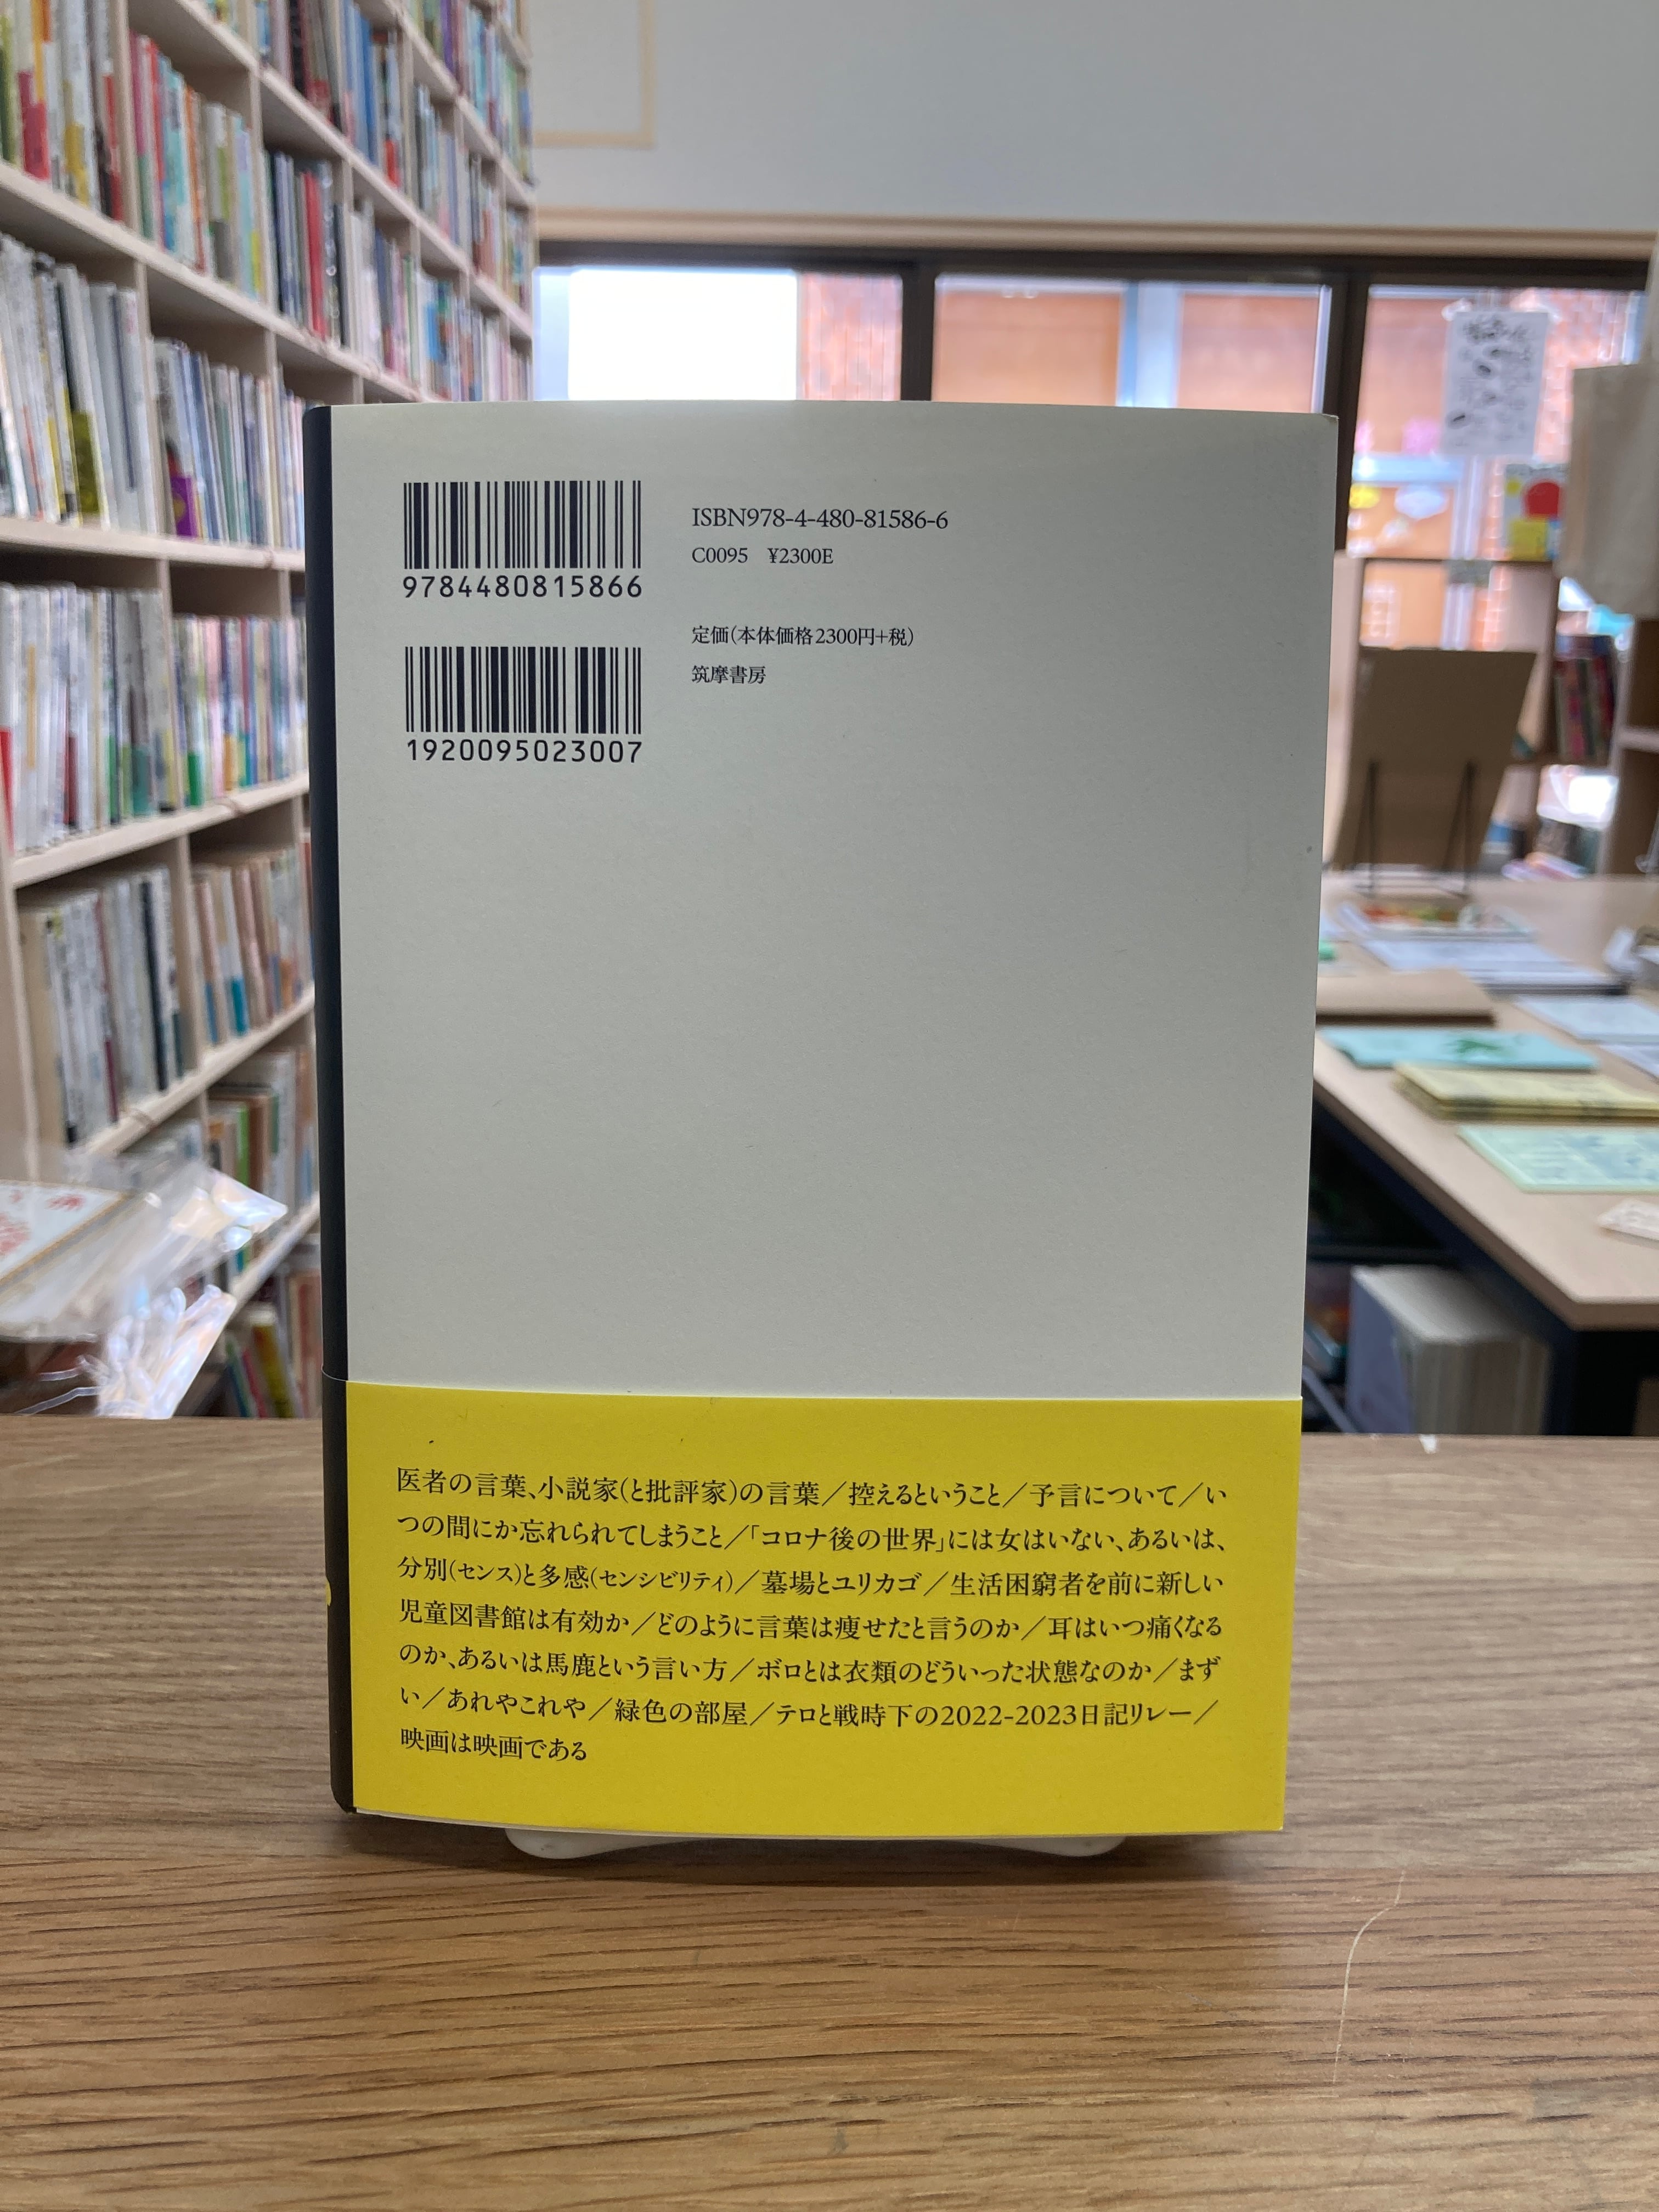 9784480815866
1920095023007
ISBN978-4-480-81586-6
C0095 ¥2300E
定価(本体価格2300円+税)
筑摩書房
医者の言葉、小説家(と批評家)の言葉／控えるということ／予言について／い
つの間にか忘れられてしまうこと／「コロナ後の世界」には女はいない、あるいは、
分別(センス)と多感(センシビリティ)／墓場とユリカゴ／生活困窮者を前に新しい
児童図書館は有効か／どのように言葉は痩せたと言うのか／耳はいつ痛くなる
のか、あるいは馬鹿という言い方／ボロとは衣類のどういった状態なのか／まず
い／あれやこれや／緑色の部屋／テロと戦時下の2022-2023日記リレー／
映画は映画である